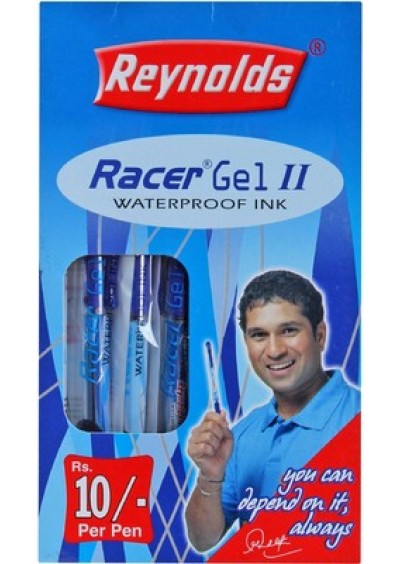 Reynolds®
Racer® Gel II
WATERPROOF INK
Racer Gel
WATERPROOF INK
Racer Gel
Rs.
10/-
Per Pen
you can
depend on it,
always